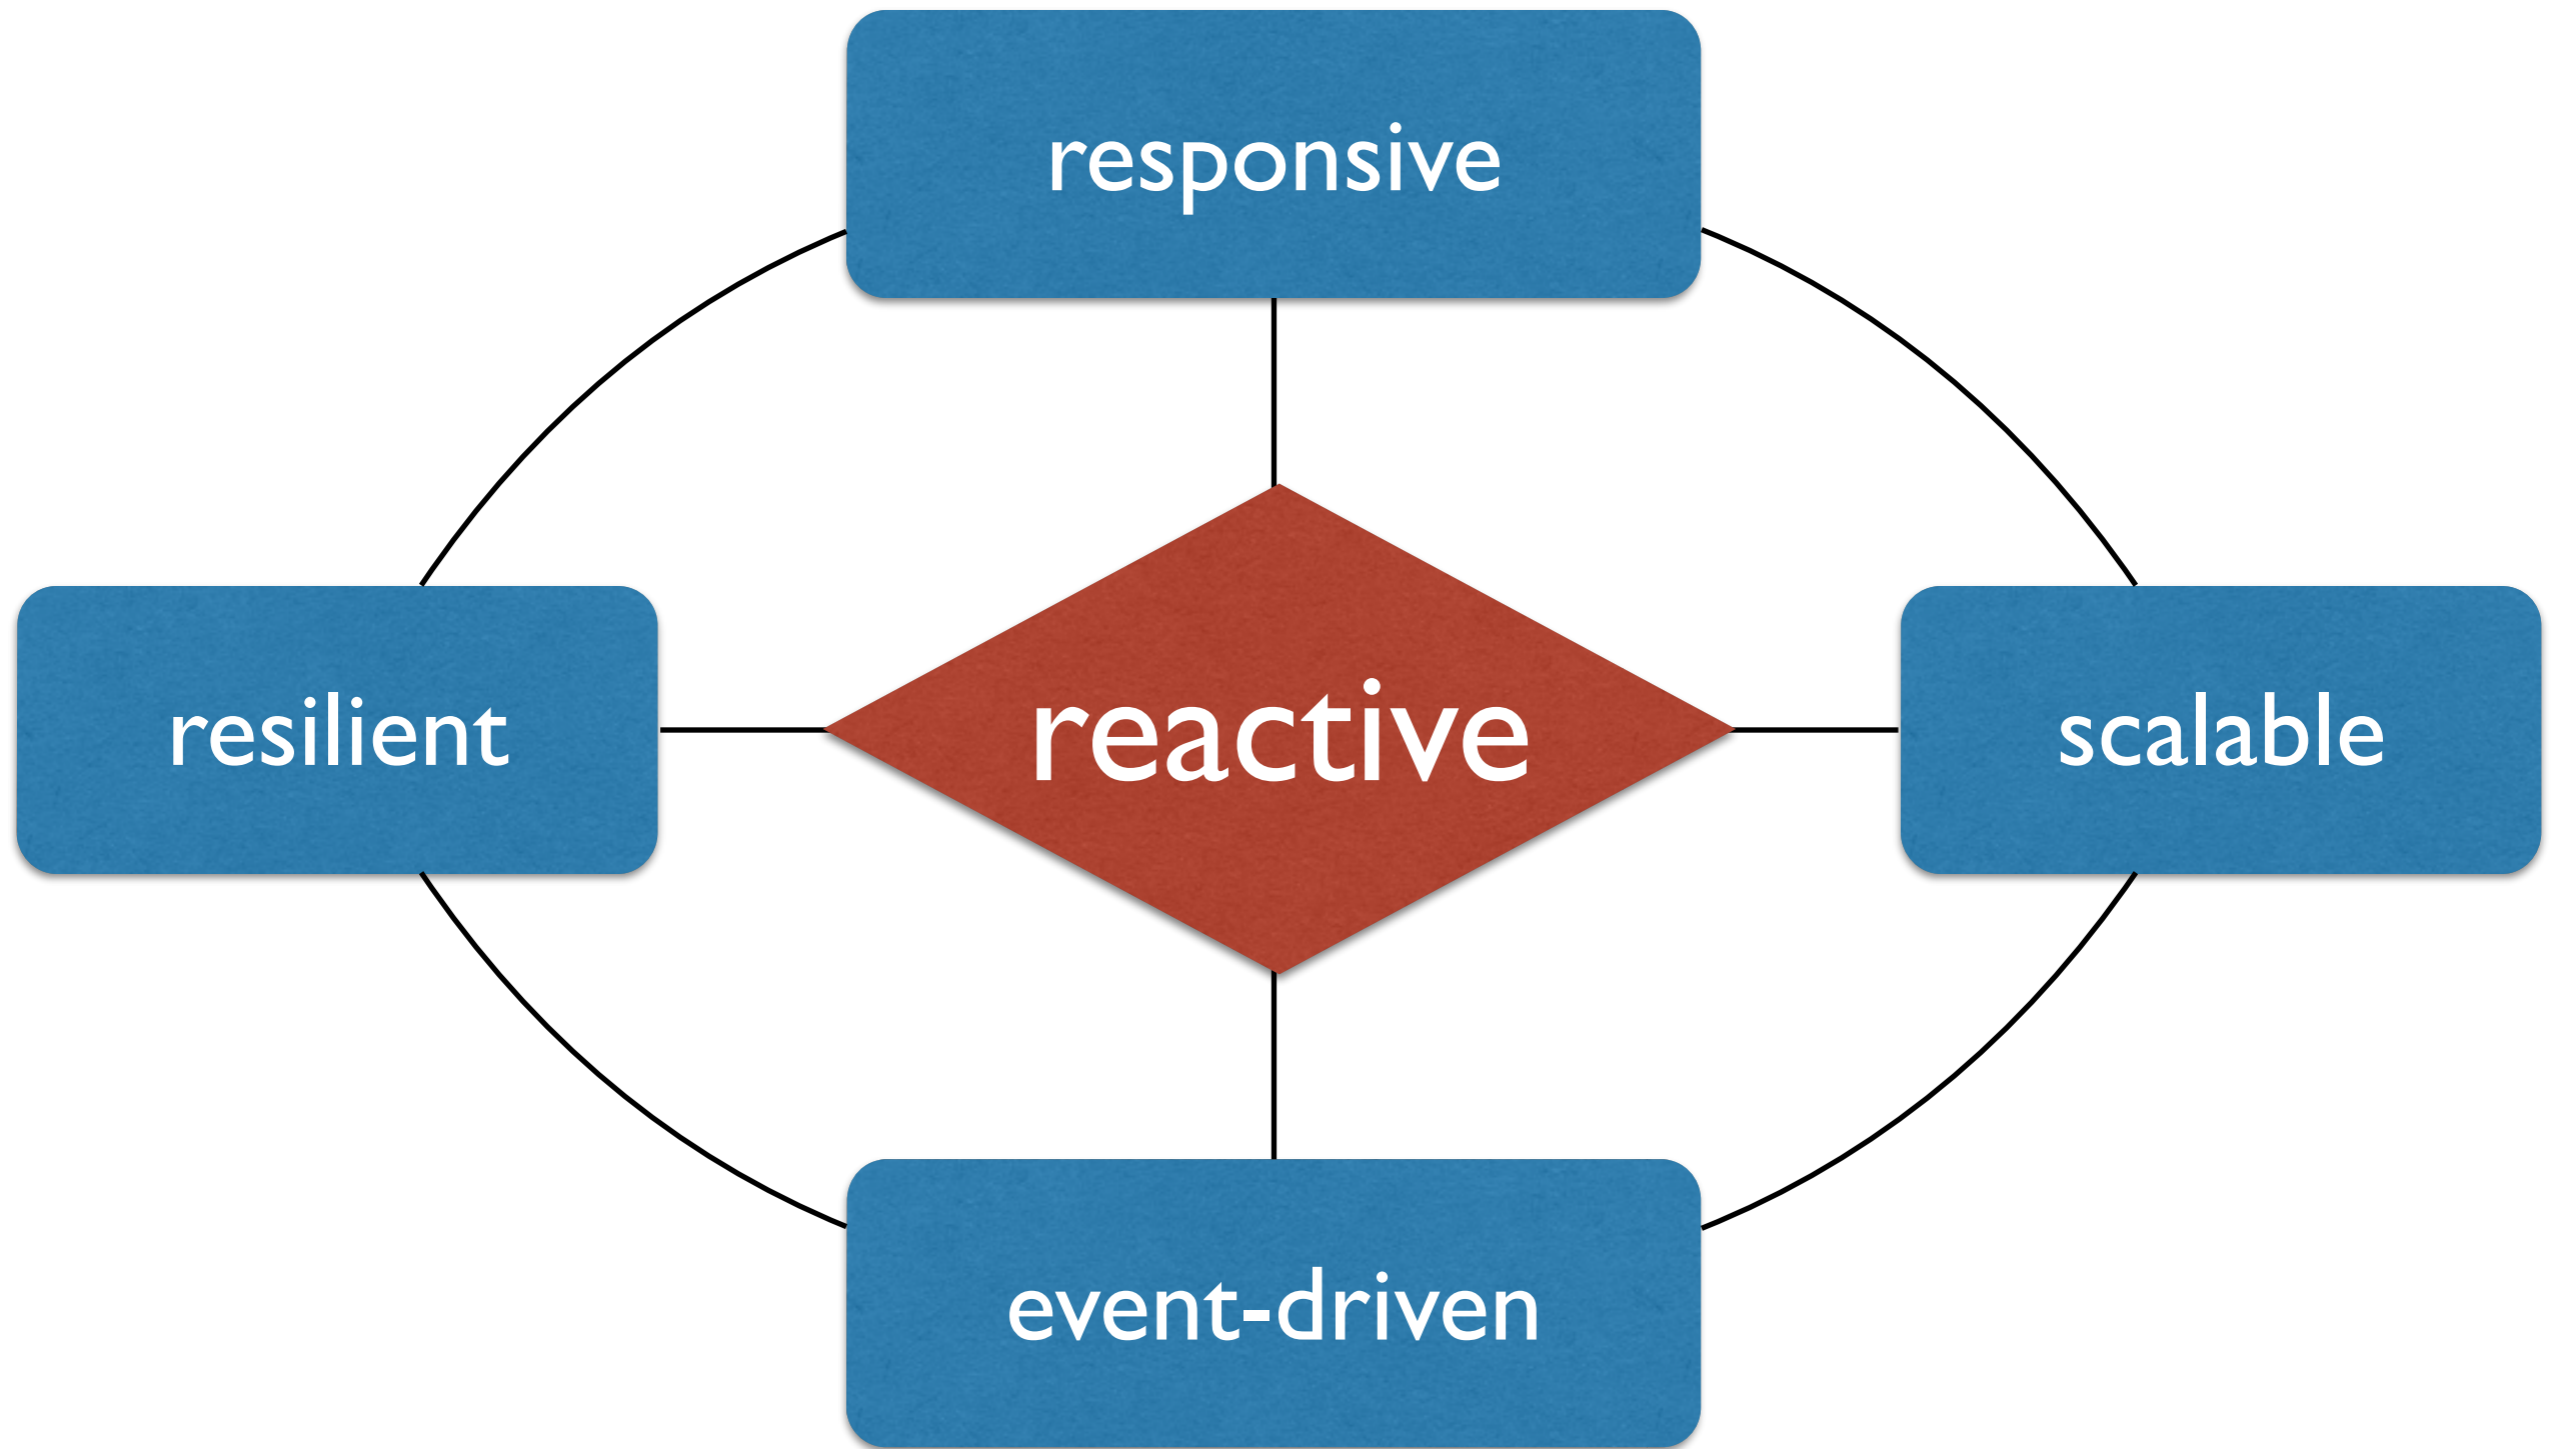 responsive
resilient
reactive
scalable
event-driven